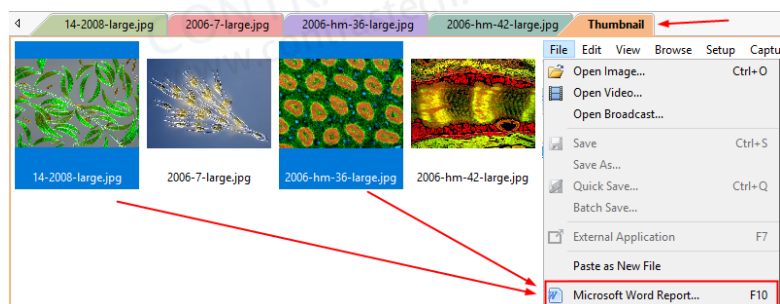 14-2008-large.jpg 2006-7-large.jpg 2006-hm-36-large.jpg 2006-hm-42-large.jpg Thumbnail
File Edit View Browse Setup Captu
Open Image... Ctrl+O
Open Video...
Open Broadcast...
Save Ctrl+S
Save As...
Quick Save... Ctrl+Q
Batch Save...
External Application F7
Paste as New File
Microsoft Word Report... F10
14-2008-large.jpg 2006-7-large.jpg 2006-hm-36-large.jpg 2006-hm-42-large.jpg